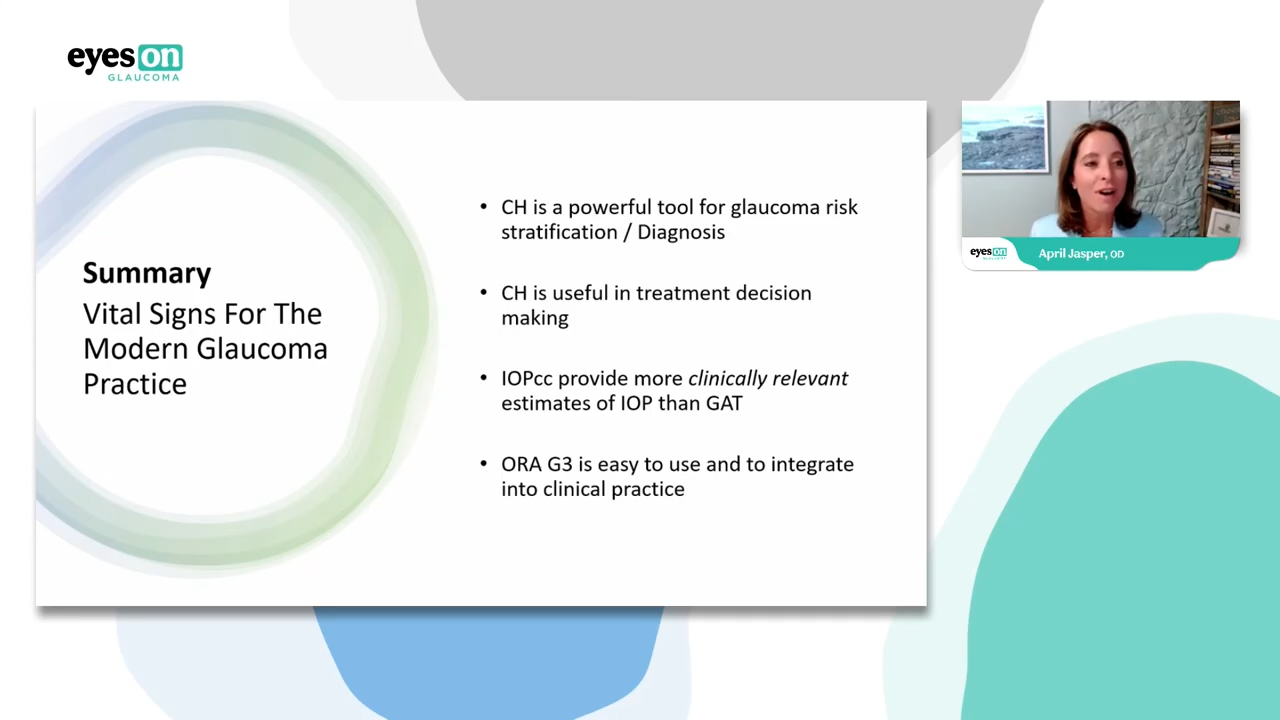 eyes on
GLAUCOMA
Summary
Vital Signs For The
Modern Glaucoma
Practice
• CH is a powerful tool for glaucoma risk
stratification / Diagnosis
• CH is useful in treatment decision
making
• IOPcc provide more clinically relevant
estimates of IOP than GAT
• ORA G3 is easy to use and to integrate
into clinical practice
eyes on
April Jasper, OD